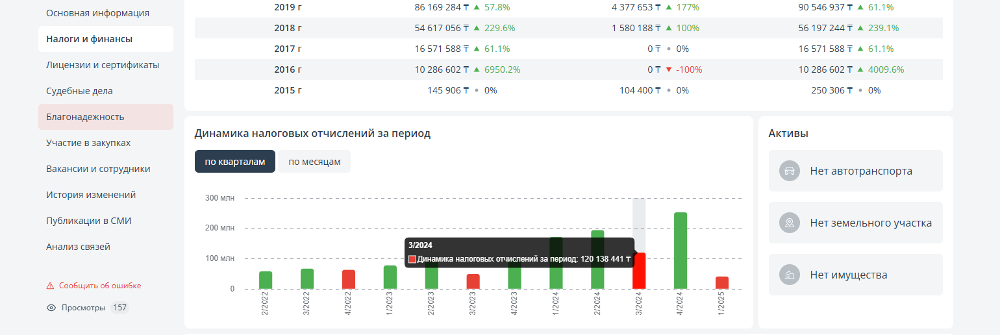 Основная информация
Налоги и финансы
Лицензии и сертификаты
Судебные дела
Благонадежность
Участие в закупках
Вакансии и сотрудники
История изменений
Публикации в СМИ
Анализ связей
Сообщить об ошибке
Просмотры 157
2019 г 86 169 284 ₸ ▲ 57.8% 4 377 653 ₸ ▲ 177% 90 546 937 ₸ ▲ 61.1%
2018 г 54 617 056 ₸ ▲ 229.6% 1 580 188 ₸ ▲ 100% 56 197 244 ₸ ▲ 239.1%
2017 г 16 571 588 ₸ ▲ 61.1% 0 ₸ • 0% 16 571 588 ₸ ▲ 61.1%
2016 г 10 286 602 ₸ ▲ 6950.2% 0 ₸ ▼ -100% 10 286 602 ₸ ▲ 4009.6%
2015 г 145 906 ₸ • 0% 104 400 ₸ • 0% 250 306 ₸ • 0%
Динамика налоговых отчислений за период
по кварталам по месяцам
300 млн
200 млн
100 млн
0
3/2024
Динамика налоговых отчислений за период: 120 138 441 ₸
2/2022
3/2022
4/2022
1/2023
2/2023
3/2023
4/2023
1/2024
2/2024
3/2024
4/2024
1/2025
Активы
Нет автотранспорта
Нет земельного участка
Нет имущества